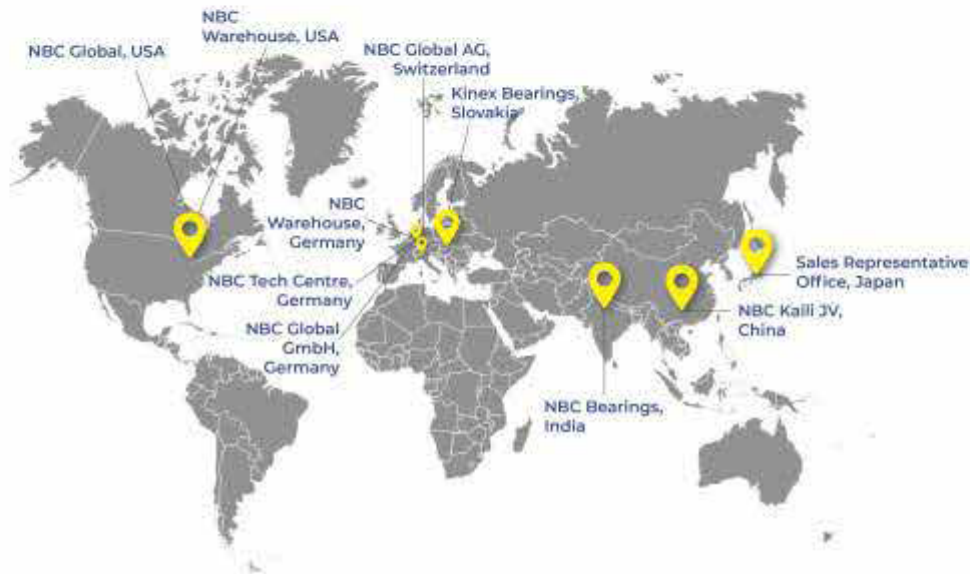 NBC
Warehouse, USA
NBC Global, USA
NBC Global AG,
Switzerland
Kinex Bearings,
Slovakia
NBC
Warehouse,
Germany
NBC Tech Centre,
Germany
NBC Global
GmbH,
Germany
Sales Representative
Office, Japan
NBC Kaili JV,
China
NBC Bearings,
India